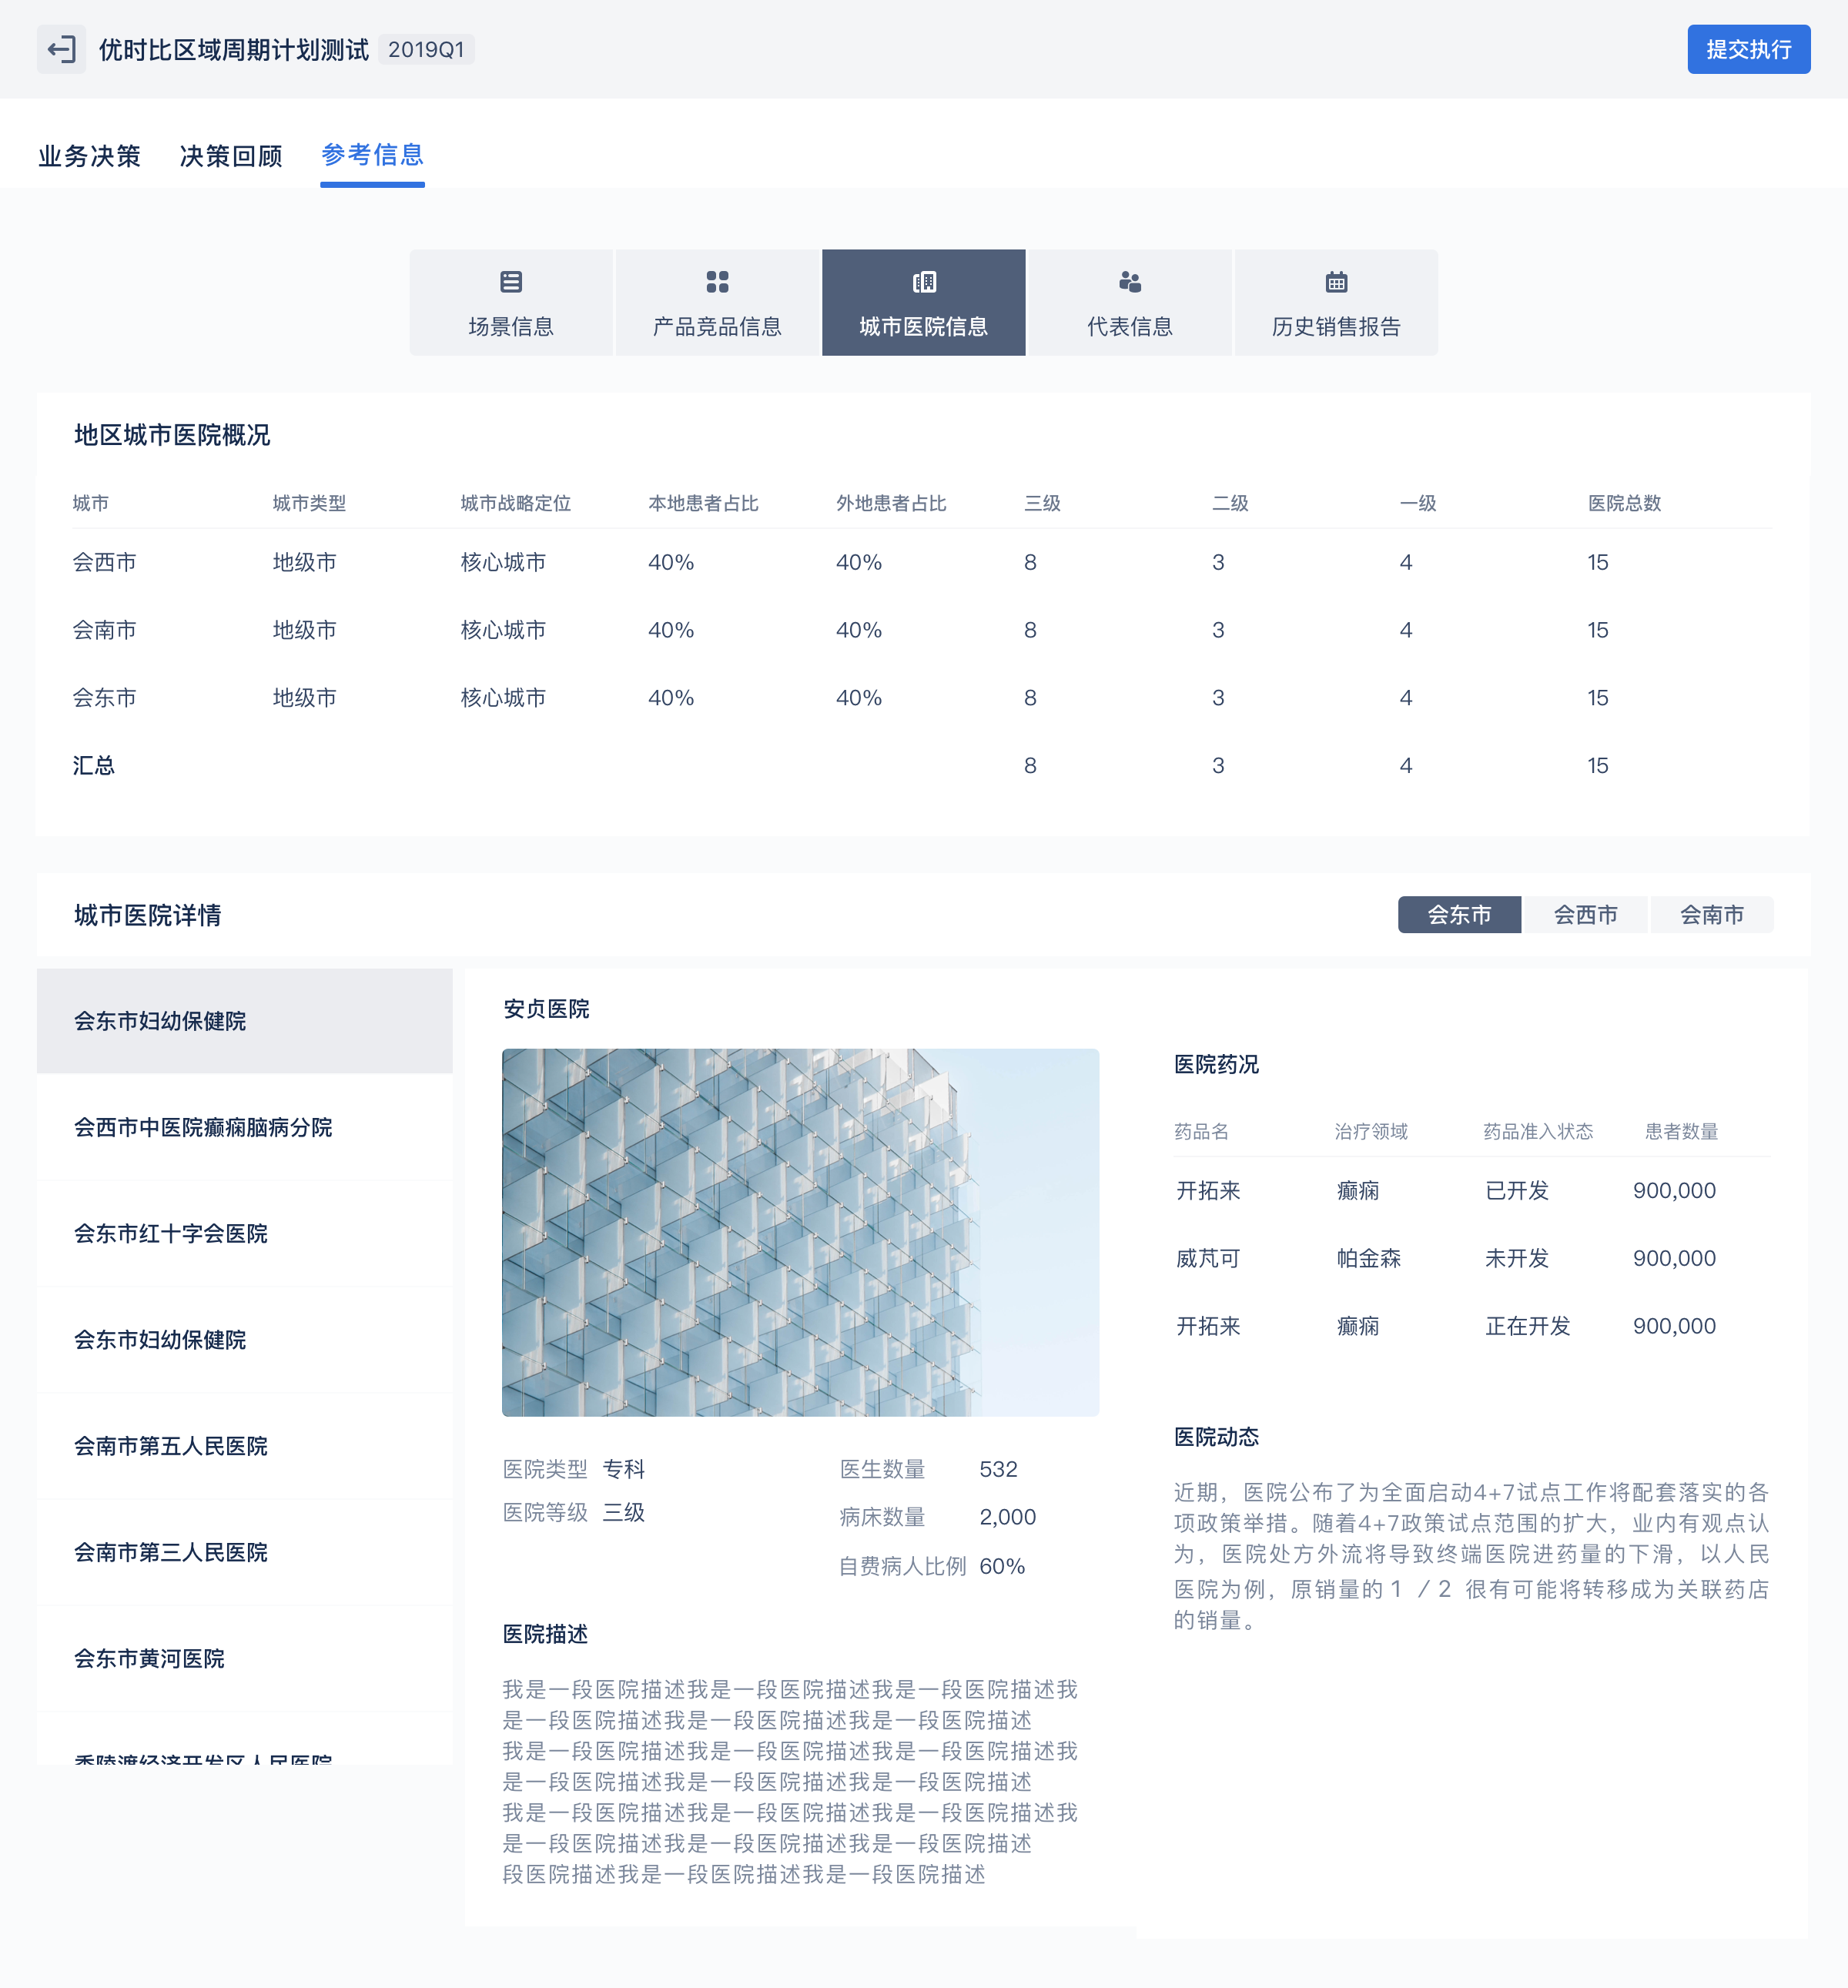 优时比区域周期计划测试 2019Q1 提交执行
业务决策 决策回顾 参考信息
场景信息 产品竞品信息 城市医院信息 代表信息 历史销售报告
地区城市医院概况
城市 城市类型 城市战略定位 本地患者占比 外地患者占比 三级 二级 一级 医院总数
会西市 地级市 核心城市 40% 40% 8 3 4 15
会南市 地级市 核心城市 40% 40% 8 3 4 15
会东市 地级市 核心城市 40% 40% 8 3 4 15
汇总 8 3 4 15
城市医院详情 会东市 会西市 会南市
会东市妇幼保健院
会西市中医院癫痫脑病分院
会东市红十字会医院
会东市妇幼保健院
会南市第五人民医院
会南市第三人民医院
会东市黄河医院
安贞医院
医院类型 专科
医院等级 三级
医生数量 532
病床数量 2,000
自费病人比例 60%
医院描述
我是一段医院描述我是一段医院描述我是一段医院描述我
是一段医院描述我是一段医院描述我是一段医院描述
我是一段医院描述我是一段医院描述我是一段医院描述我
是一段医院描述我是一段医院描述我是一段医院描述
我是一段医院描述我是一段医院描述我是一段医院描述我
是一段医院描述我是一段医院描述我是一段医院描述
段医院描述我是一段医院描述我是一段医院描述
医院药况
药品名 治疗领域 药品准入状态 患者数量
开拓来 癫痫 已开发 900,000
威芃可 帕金森 未开发 900,000
开拓来 癫痫 正在开发 900,000
医院动态
近期，医院公布了为全面启动4+7试点工作将配套落实的各
项政策举措。随着4+7政策试点范围的扩大，业内有观点认
为，医院处方外流将导致终端医院进药量的下滑，以人民
医院为例，原销量的 1 / 2 很有可能将转移成为关联药店
的销量。